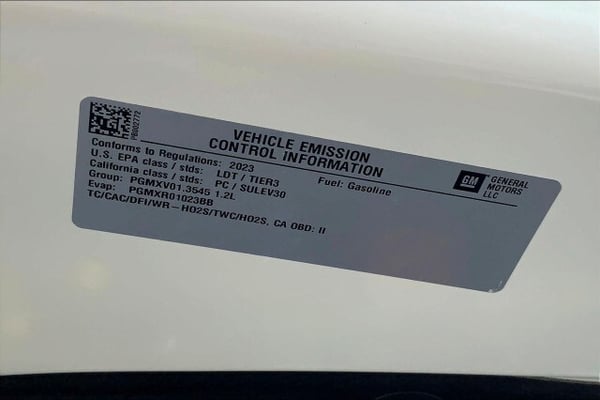 PB002772
VEHICLE EMISSION
CONTROL INFORMATION
GM GENERAL
MOTORS
LLC
Conforms to Regulations: 2023 Fuel: Gasoline
U.S. EPA class / stds: LDT / TIER3
California class / stds: PC / SULEV30
Group: PGMXV01.3545 1.2L
Evap: PGMXR01023BB
TC/CAC/DFI/WR-HO2S/TWC/HO2S, CA OBD: II